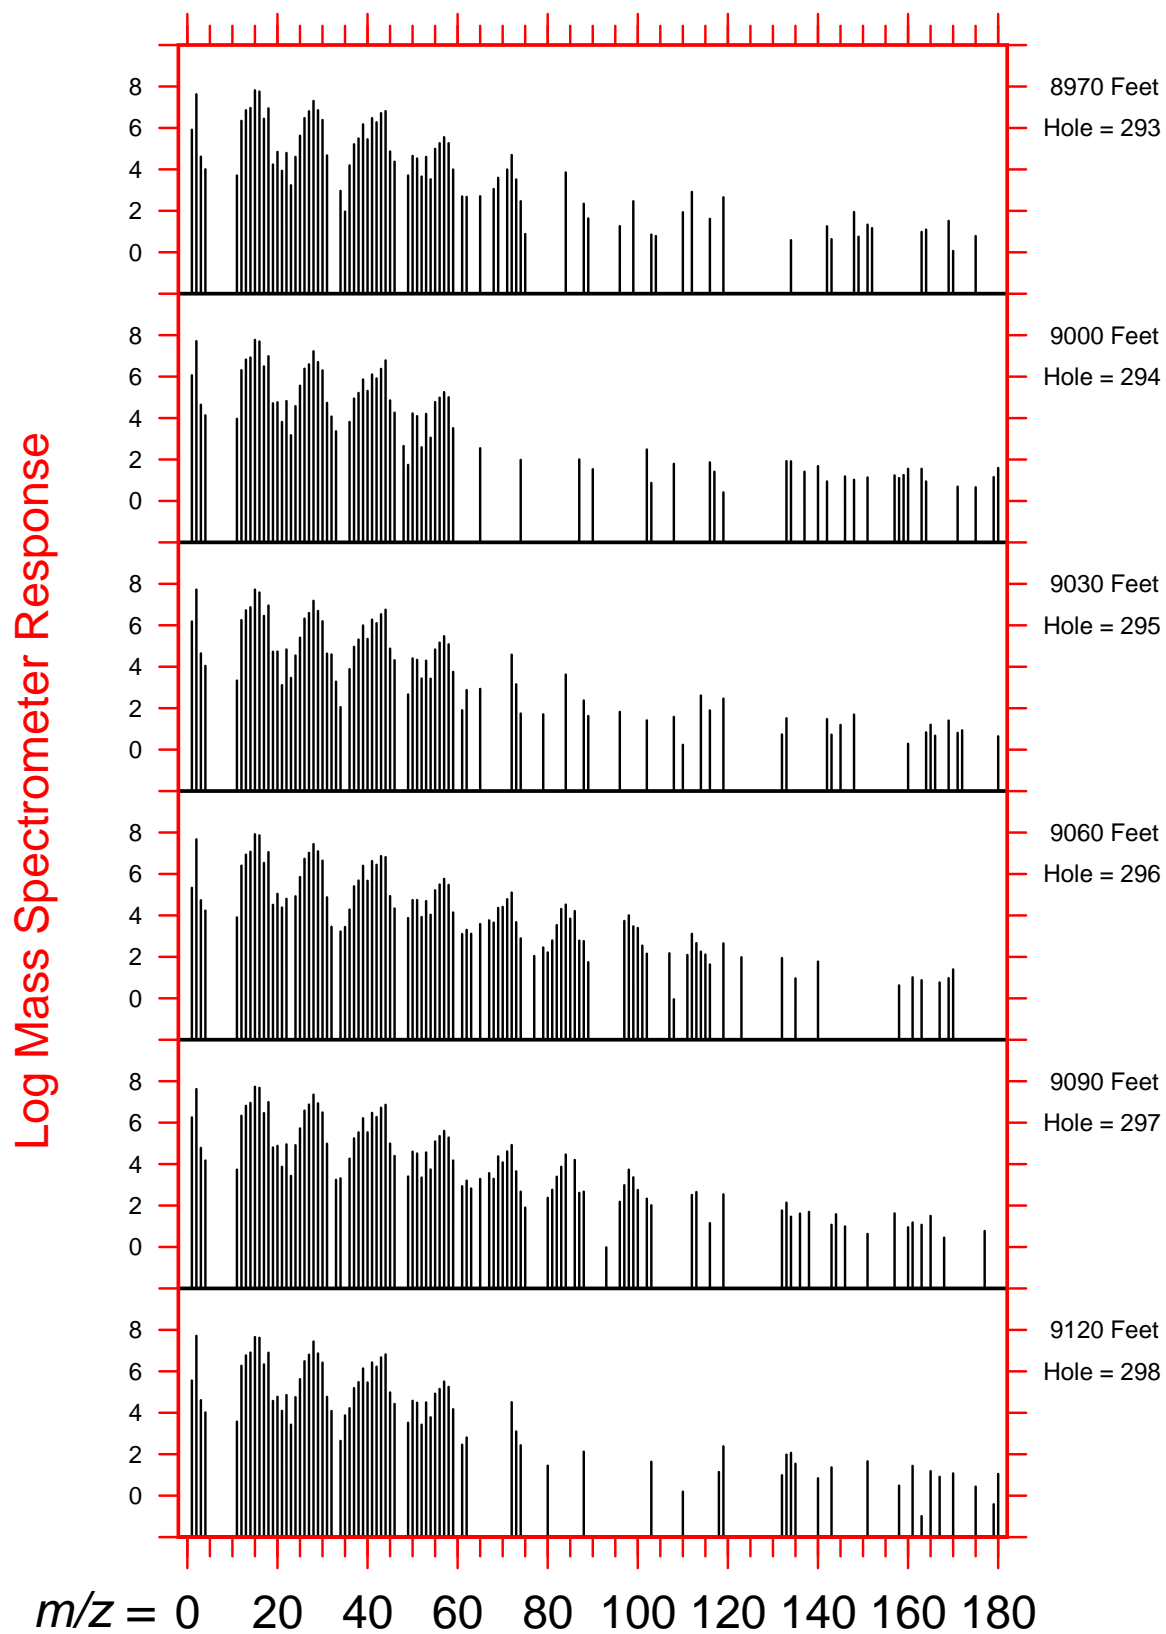 8
6
4
2
0
8970 Feet
Hole = 293
8
6
4
2
0
9000 Feet
Hole = 294
8
6
4
2
0
9030 Feet
Hole = 295
8
6
4
2
0
9060 Feet
Hole = 296
8
6
4
2
0
9090 Feet
Hole = 297
8
6
4
2
0
9120 Feet
Hole = 298
Log Mass Spectrometer Response
m/z = 0 20 40 60 80 100 120 140 160 180